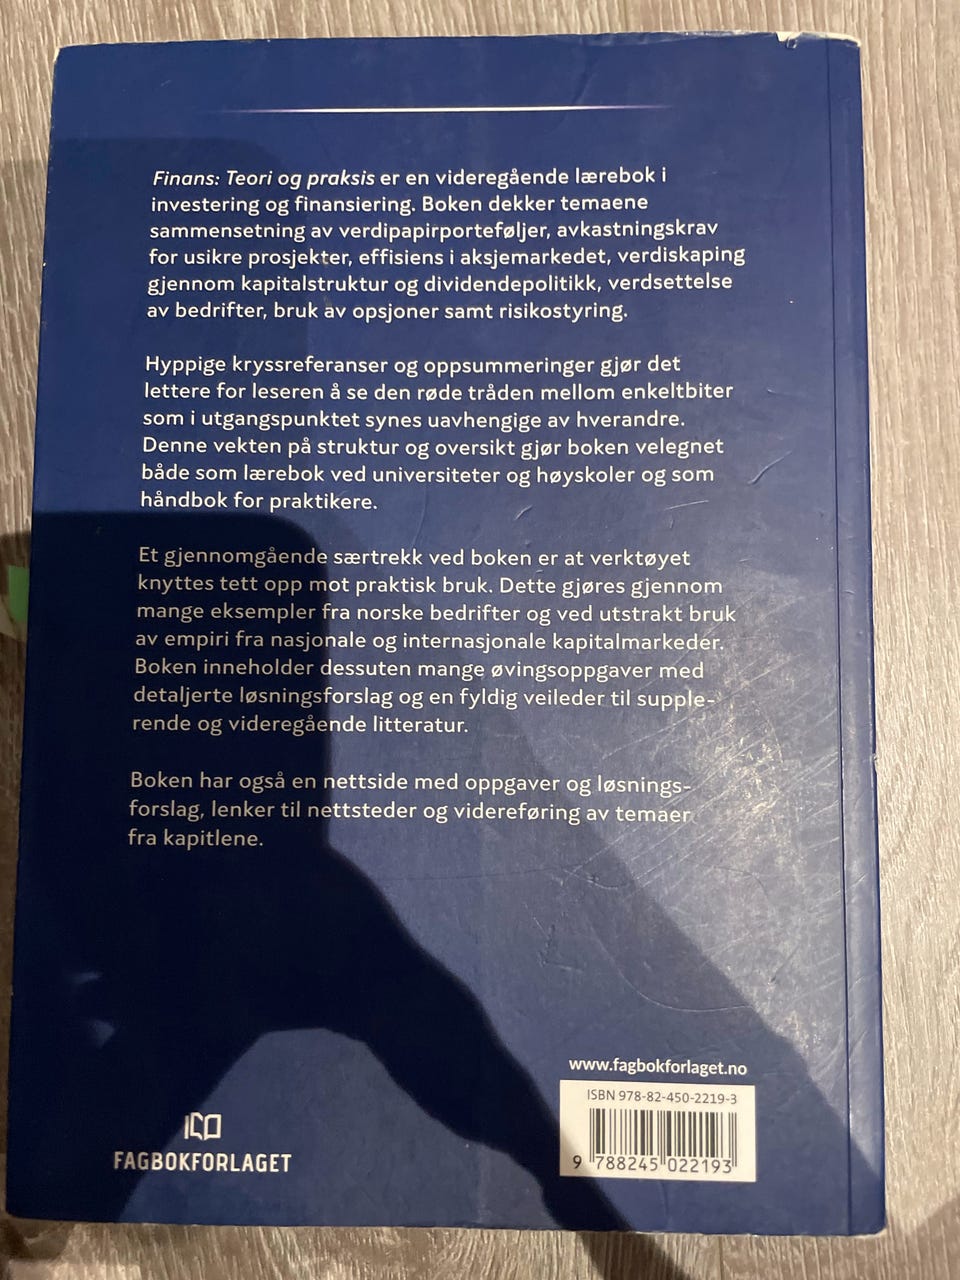 Finans: Teori og praksis er en videregående lærebok i
investering og finansiering. Boken dekker temaene
sammensetning av verdipapirporteføljer, avkastningskrav
for usikre prosjekter, effisiens i aksjemarkedet, verdiskaping
gjennom kapitalstruktur og dividendepolitikk, verdsettelse
av bedrifter, bruk av opsjoner samt risikostyring.
Hyppige kryssreferanser og oppsummeringer gjør det
lettere for leseren å se den røde tråden mellom enkeltbiter
som i utgangspunktet synes uavhengige av hverandre.
Denne vekten på struktur og oversikt gjør boken velegnet
både som lærebok ved universiteter og høyskoler og som
håndbok for praktikere.
Et gjennomgående særtrekk ved boken er at verktøyet
knyttes tett opp mot praktisk bruk. Dette gjøres gjennom
mange eksempler fra norske bedrifter og ved utstrakt bruk
av empiri fra nasjonale og internasjonale kapitalmarkeder.
Boken inneholder dessuten mange øvingsoppgaver med
detaljerte løsningsforslag og en fyldig veileder til supple-
rende og videregående litteratur.
Boken har også en nettside med oppgaver og løsnings-
forslag, lenker til nettsteder og videreføring av temaer
fra kapitlene.
www.fagbokforlaget.no
ISBN 978-82-450-2219-3
9 788245 022193
FAGBOKFORLAGET